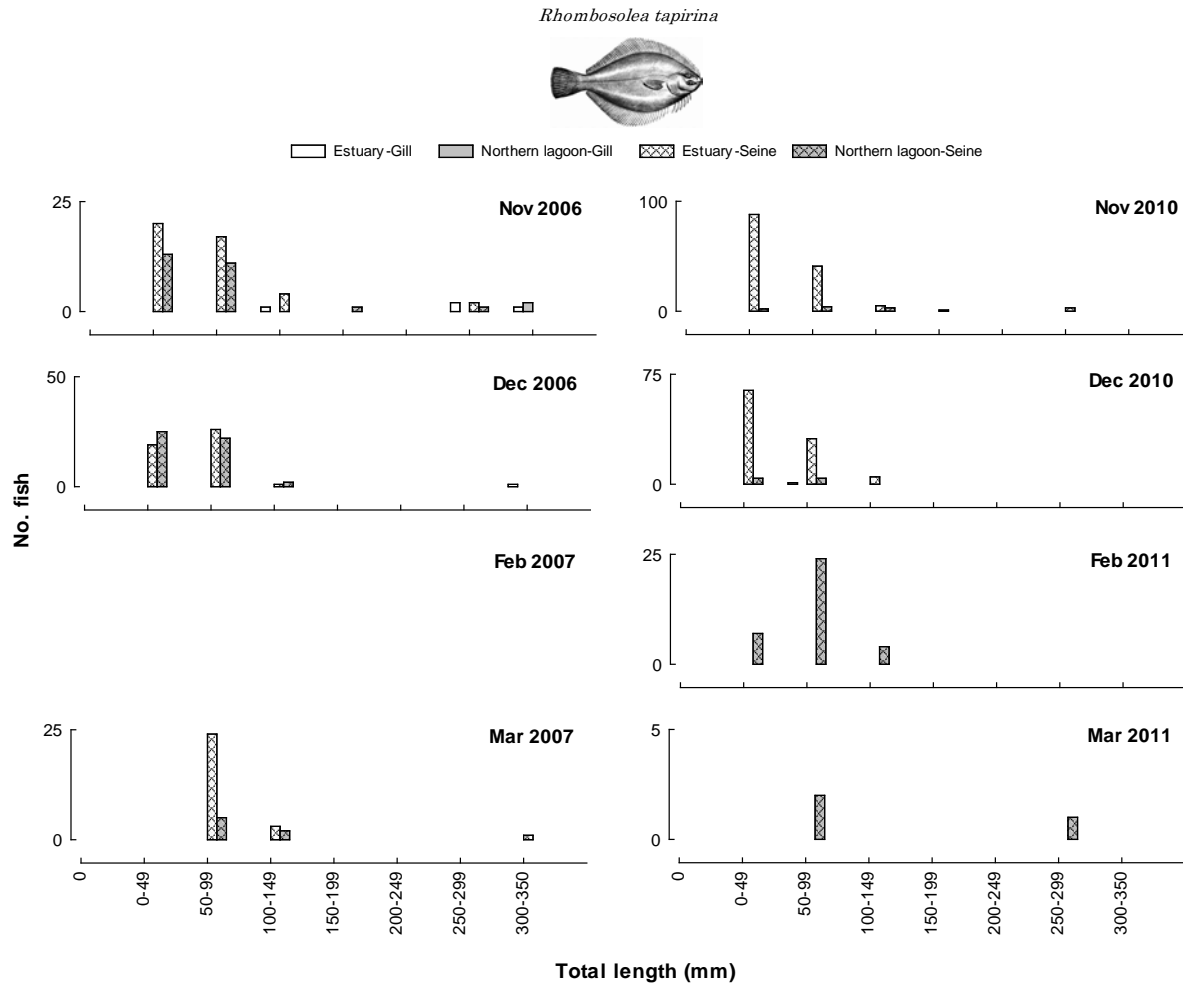 Rhombosolea tapirina
Estuary-Gill Northern lagoon-Gill Estuary-Seine Northern lagoon-Seine
No. fish
25
0
Nov 2006
100
0
Nov 2010
50
0
Dec 2006
75
0
Dec 2010
Feb 2007
25
0
Feb 2011
25
0
Mar 2007
5
0
Mar 2011
0 0-49 50-99 100-149 150-199 200-249 250-299 300-350
0 0-49 50-99 100-149 150-199 200-249 250-299 300-350
Total length (mm)